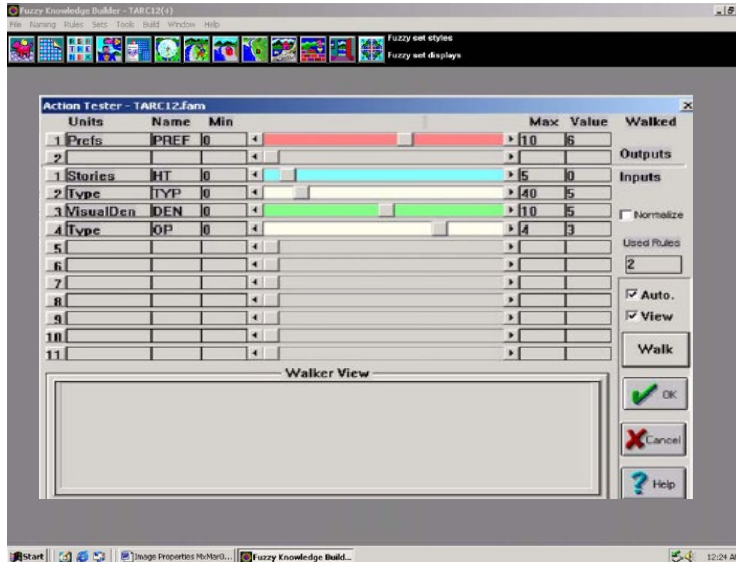 Fuzzy Knowledge Builder - TARC12(4)
File Naming Rules Sets Tools Build Window Help
Fuzzy set styles
Fuzzy set displays
Action Tester - TARC12.fam
Units Name Min Max Value Walked
1 Prefs PREF 0 10 6
2 Outputs
1 Stories HT 0 5 0 Inputs
2 Type TYP 0 40 5
3 VisualDen DEN 0 10 5 Normalize
4 Type OP 0 4 3
5 Used Rules
6 2
7
8 Auto.
9 View
10
11 Walk
Walker View
OK
Cancel
Help
Start Image Properties MxMar0... Fuzzy Knowledge Build... 12:24 AM